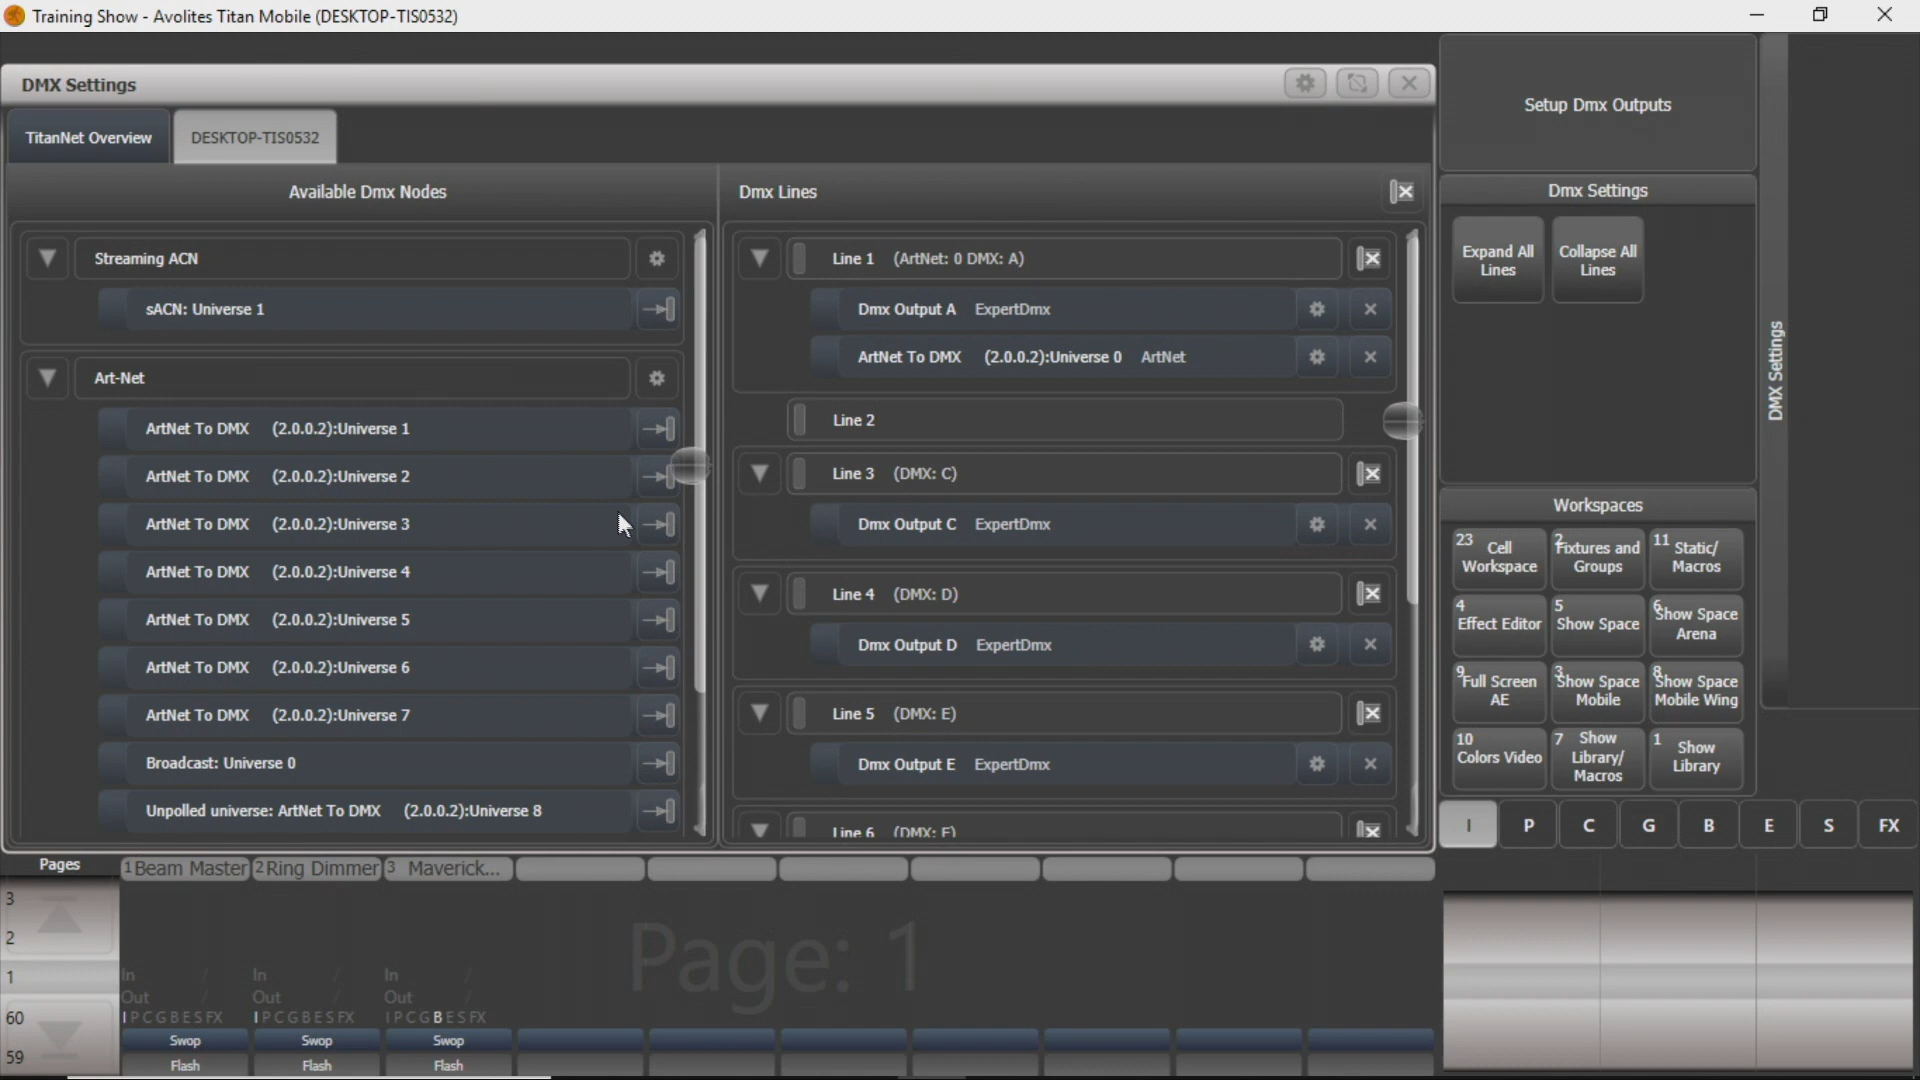 Training Show - Avolites Titan Mobile (DESKTOP-TIS0532)
DMX Settings
TitanNet Overview
DESKTOP-TIS0532
Available Dmx Nodes
Streaming ACN
sACN: Universe 1
Art-Net
ArtNet To DMX (2.0.0.2):Universe 1
ArtNet To DMX (2.0.0.2):Universe 2
ArtNet To DMX (2.0.0.2):Universe 3
ArtNet To DMX (2.0.0.2):Universe 4
ArtNet To DMX (2.0.0.2):Universe 5
ArtNet To DMX (2.0.0.2):Universe 6
ArtNet To DMX (2.0.0.2):Universe 7
Broadcast: Universe 0
Unpolled universe: ArtNet To DMX (2.0.0.2):Universe 8
Dmx Lines
Line 1 (ArtNet: 0 DMX: A)
Dmx Output A ExpertDmx
ArtNet To DMX (2.0.0.2):Universe 0 ArtNet
Line 2
Line 3 (DMX: C)
Dmx Output C ExpertDmx
Line 4 (DMX: D)
Dmx Output D ExpertDmx
Line 5 (DMX: E)
Dmx Output E ExpertDmx
Line 6 (DMX: F)
Setup Dmx Outputs
Dmx Settings
Expand All
Lines
Collapse All
Lines
DMX Settings
Workspaces
23 Cell
Workspace
2 Fixtures and
Groups
11 Static/
Macros
4
Effect Editor
5
Show Space
6 Show Space
Arena
9 Full Screen
AE
3 Show Space
Mobile
8 Show Space
Mobile Wing
10
Colors Video
7 Show
Library/
Macros
1 Show
Library
I P C G B E S FX
Pages
1 Beam Master
2 Ring Dimmer
3 Maverick...
3
2
1
60
59
Page: 1
In /
Out /
I P C G B E S FX
Swop
Flash
In /
Out /
I P C G B E S FX
Swop
Flash
In /
Out /
I P C G B E S FX
Swop
Flash